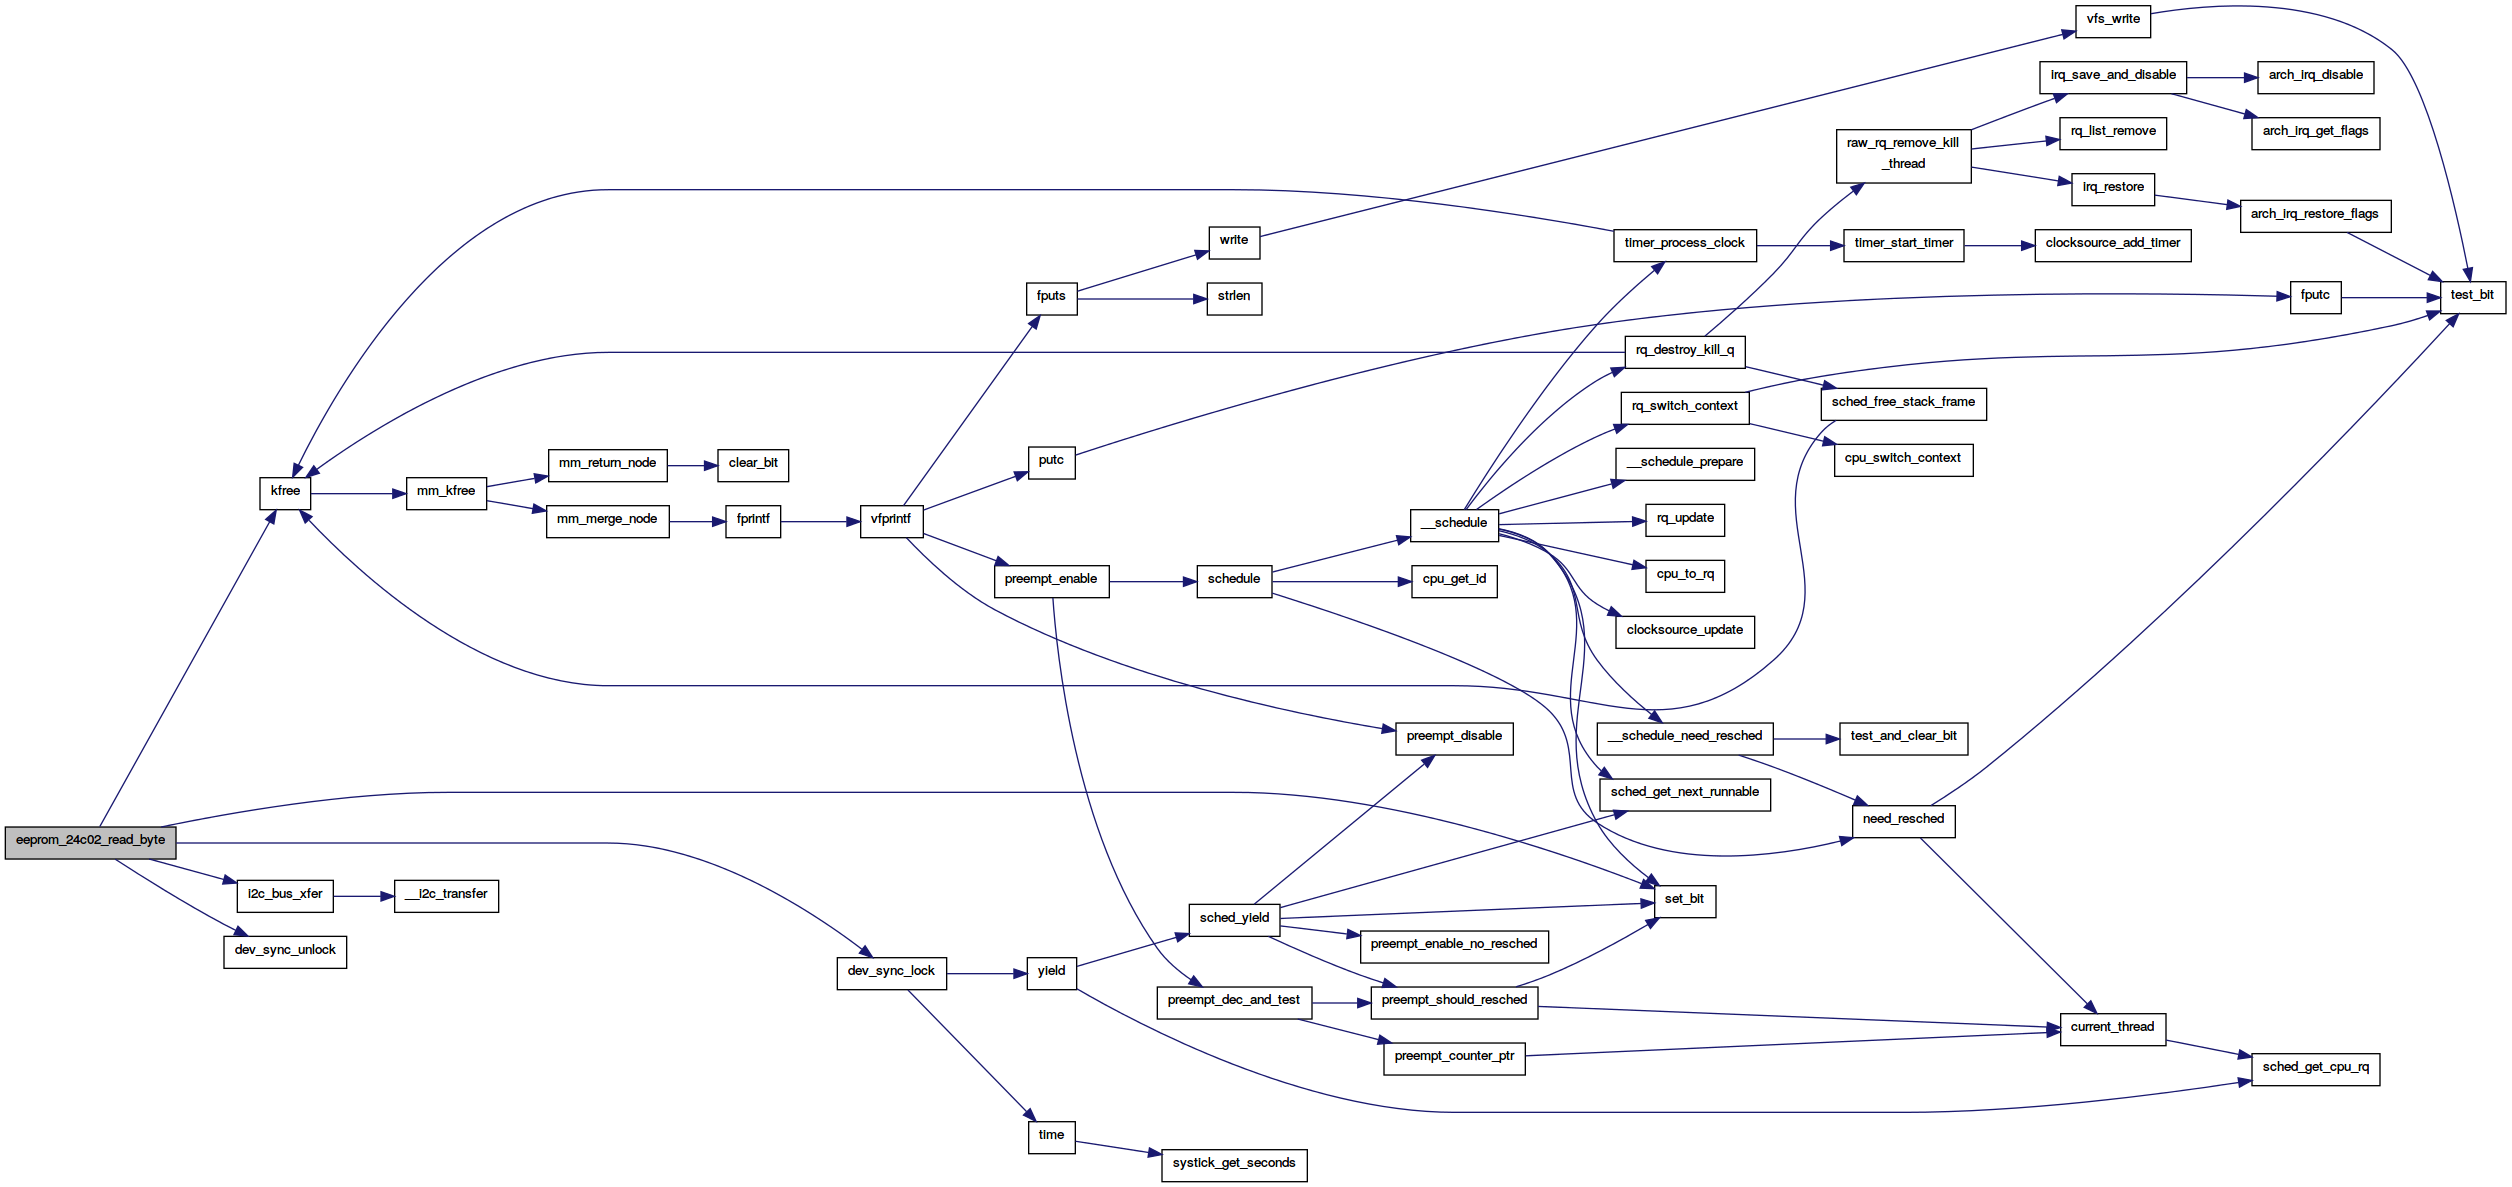 vfs_write
irq_save_and_disable
arch_irq_disable
rq_list_remove
arch_irq_get_flags
raw_rq_remove_kill
_thread
irq_restore
arch_irq_restore_flags
write
timer_process_clock
timer_start_timer
clocksource_add_timer
fputs
strlen
fputc
test_bit
rq_destroy_kill_q
rq_switch_context
sched_free_stack_frame
putc
__schedule_prepare
cpu_switch_context
mm_return_node
clear_bit
kfree
mm_kfree
mm_merge_node
fprintf
vfprintf
__schedule
rq_update
preempt_enable
schedule
cpu_get_id
cpu_to_rq
clocksource_update
preempt_disable
__schedule_need_resched
test_and_clear_bit
sched_get_next_runnable
need_resched
eeprom_24c02_read_byte
i2c_bus_xfer
__i2c_transfer
set_bit
sched_yield
dev_sync_unlock
preempt_enable_no_resched
dev_sync_lock
yield
preempt_dec_and_test
preempt_should_resched
current_thread
preempt_counter_ptr
sched_get_cpu_rq
time
systick_get_seconds